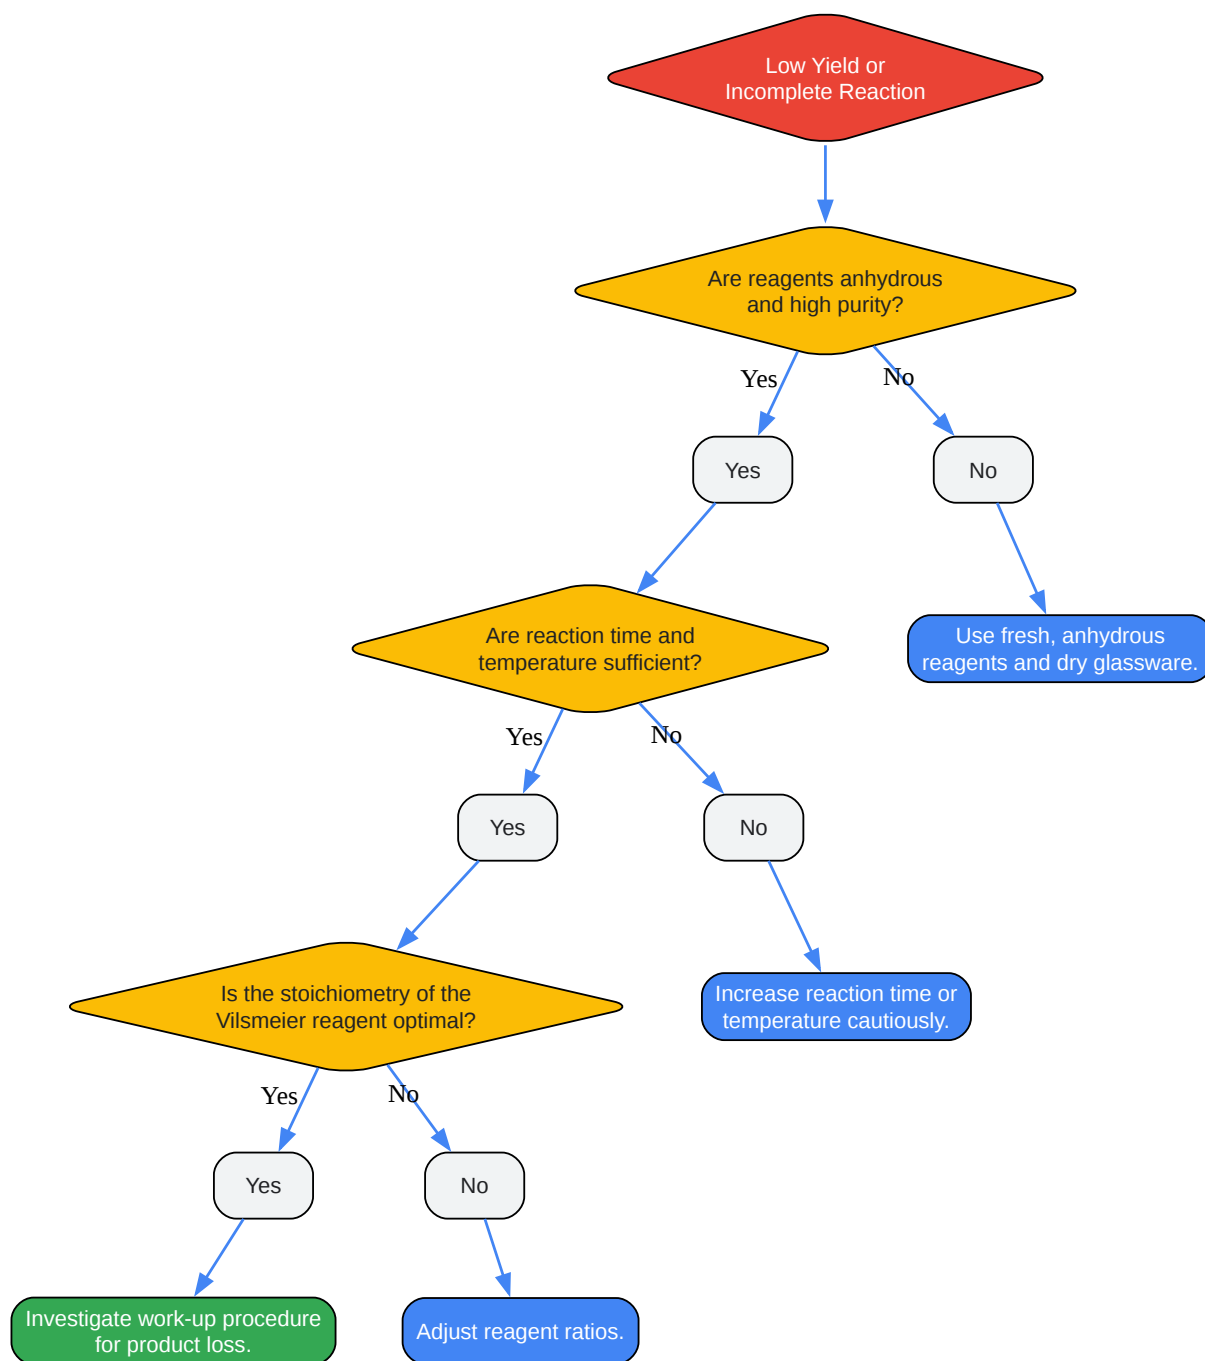 Low Yield or
Incomplete Reaction
Are reagents anhydrous
and high purity?
Yes
No
Yes
No
Are reaction time and
temperature sufficient?
Use fresh, anhydrous
reagents and dry glassware.
Yes
No
Yes
No
Is the stoichiometry of the
Vilsmeier reagent optimal?
Increase reaction time or
temperature cautiously.
Yes
No
Yes
No
Investigate work-up procedure
for product loss.
Adjust reagent ratios.